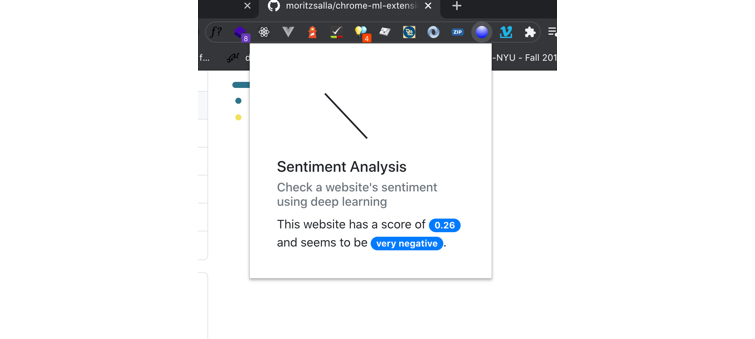 moritzsalla/chrome-ml-extensi
f?
8
4
ZIP
f...
-NYU - Fall 201
Sentiment Analysis
Check a website's sentiment
using deep learning
This website has a score of 0.26
and seems to be very negative.